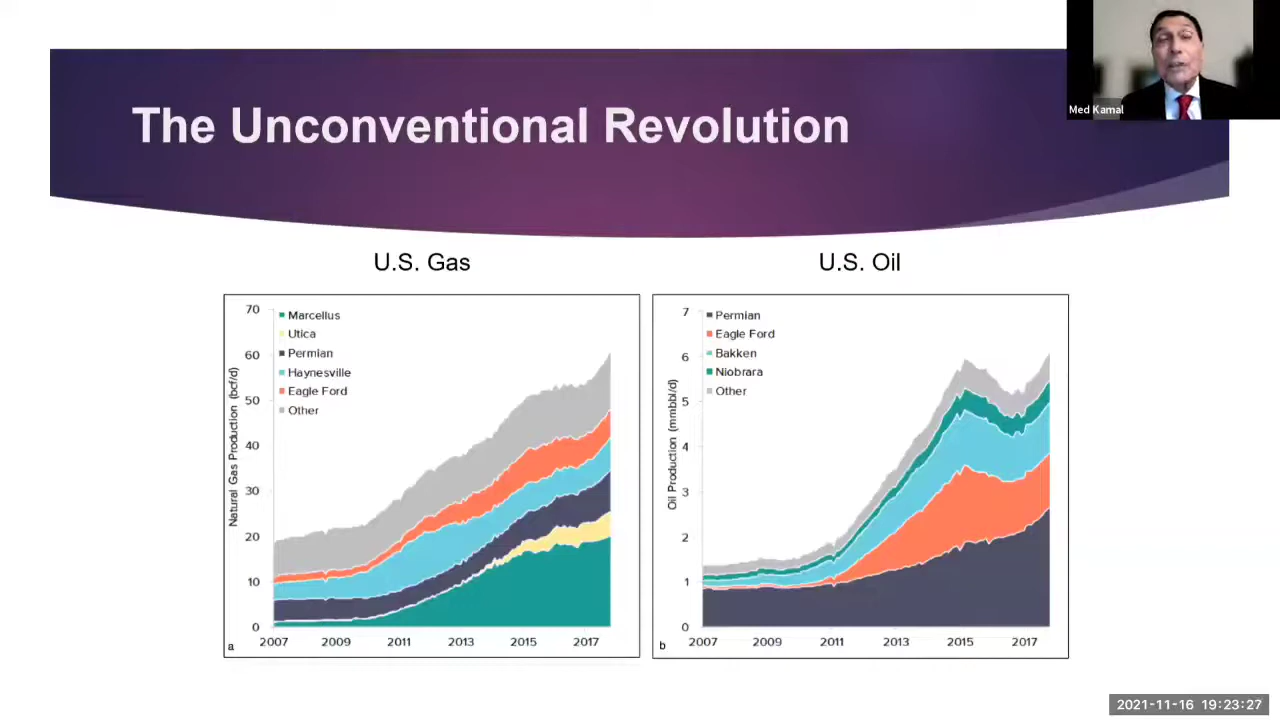 Med Kamal
The Unconventional Revolution
U.S. Gas
U.S. Oil
70
60
50
40
30
20
10
0
Natural Gas Production (bcf/d)
Marcellus
Utica
Permian
Haynesville
Eagle Ford
Other
2007 2009 2011 2013 2015 2017
a
7
6
5
4
3
2
1
0
Oil Production (mmbbl/d)
Permian
Eagle Ford
Bakken
Niobrara
Other
2007 2009 2011 2013 2015 2017
b
2021-11-16 19:23:27